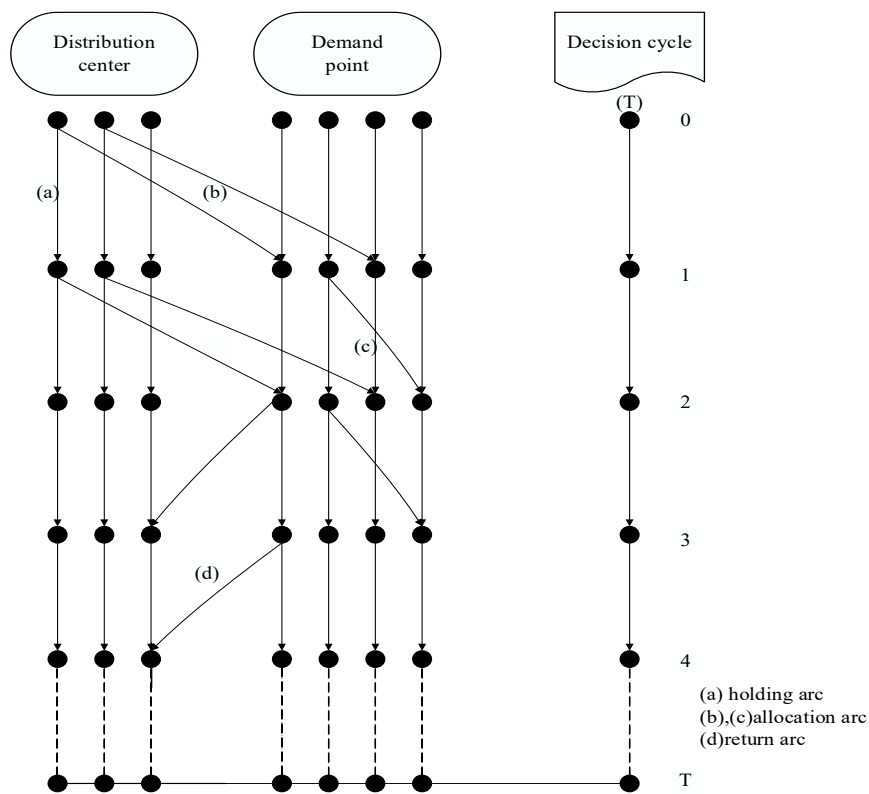 Distribution
center
Demand
point
Decision cycle
(T)
0
(a)
(b)
1
(c)
2
3
(d)
4
(a) holding arc
(b),(c)allocation arc
(d)return arc
T